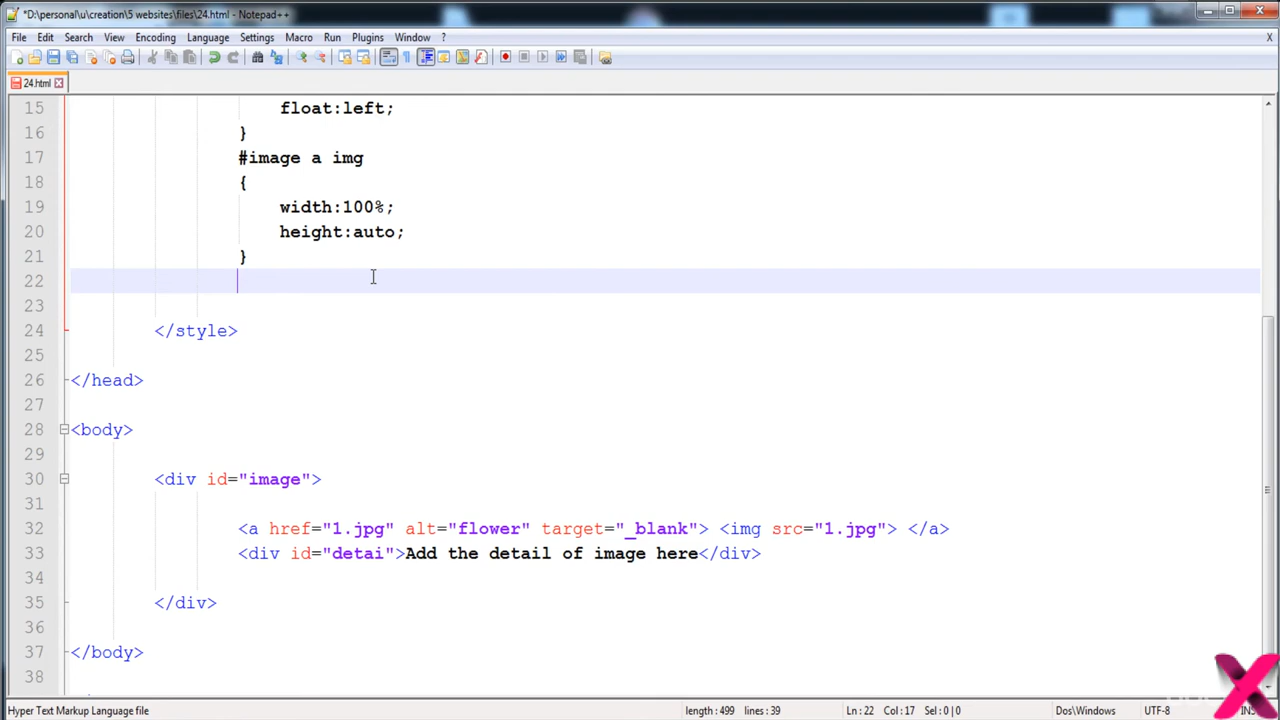 *D:\personal\u\creation\5 websites\files\24.html - Notepad++
File Edit Search View Encoding Language Settings Macro Run Plugins Window ? X
24.html
15 float:left;
16 }
17 #image a img
18 {
19 width:100%;
20 height:auto;
21 }
22
23
24 </style>
25
26 </head>
27
28 <body>
29
30 <div id="image">
31
32 <a href="1.jpg" alt="flower" target="_blank"> <img src="1.jpg"> </a>
33 <div id="detai">Add the detail of image here</div>
34
35 </div>
36
37 </body>
38
Hyper Text Markup Language file length : 499 lines : 39 Ln : 22 Col : 17 Sel : 0 | 0 Dos\Windows UTF-8 INS